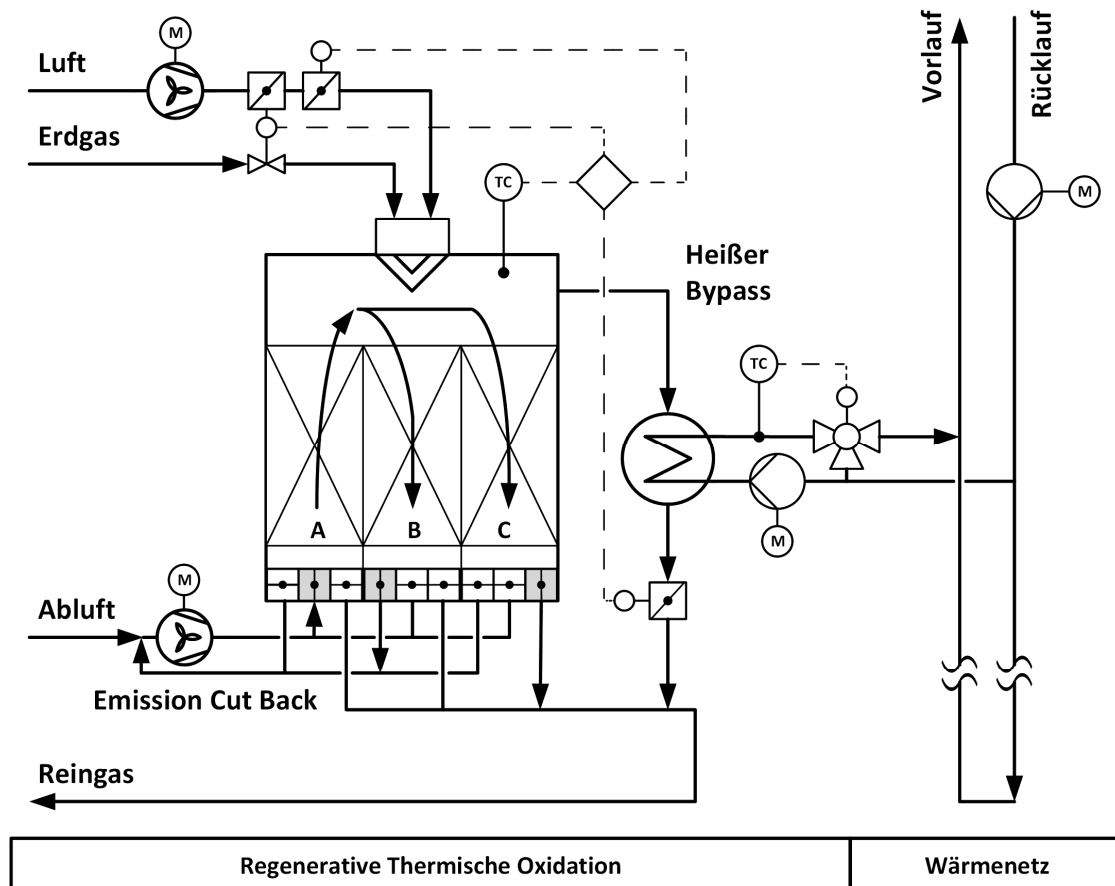 M
Luft
Erdgas
TC
Vorlauf
Rücklauf
M
Heißer
Bypass
TC
A
B
C
M
M
Abluft
Emission Cut Back
Reingas
Regenerative Thermische Oxidation
Wärmenetz